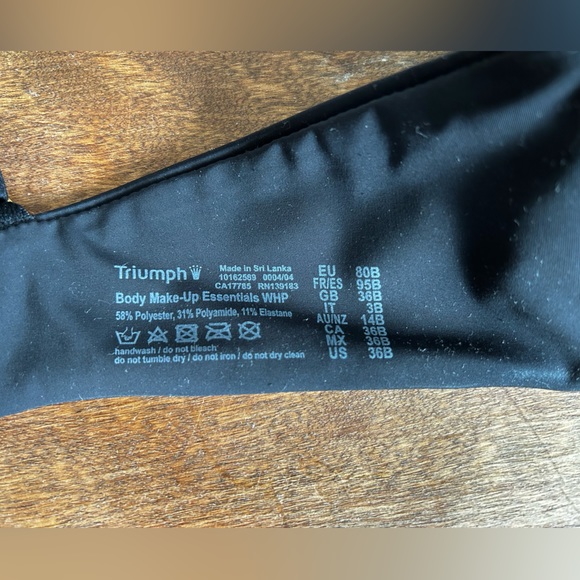 Triumph
Made in Sri Lanka
10162569 0004/04
CA17765 RN139183
Body Make-Up Essentials WHP
58% Polyester, 31% Polyamide, 11% Elastane
handwash / do not bleach
do not tumble dry / do not iron / do not dry clean
EU 80B
FR/ES 95B
GB 36B
IT 3B
AU/NZ 14B
CA 36B
MX 36B
US 36B